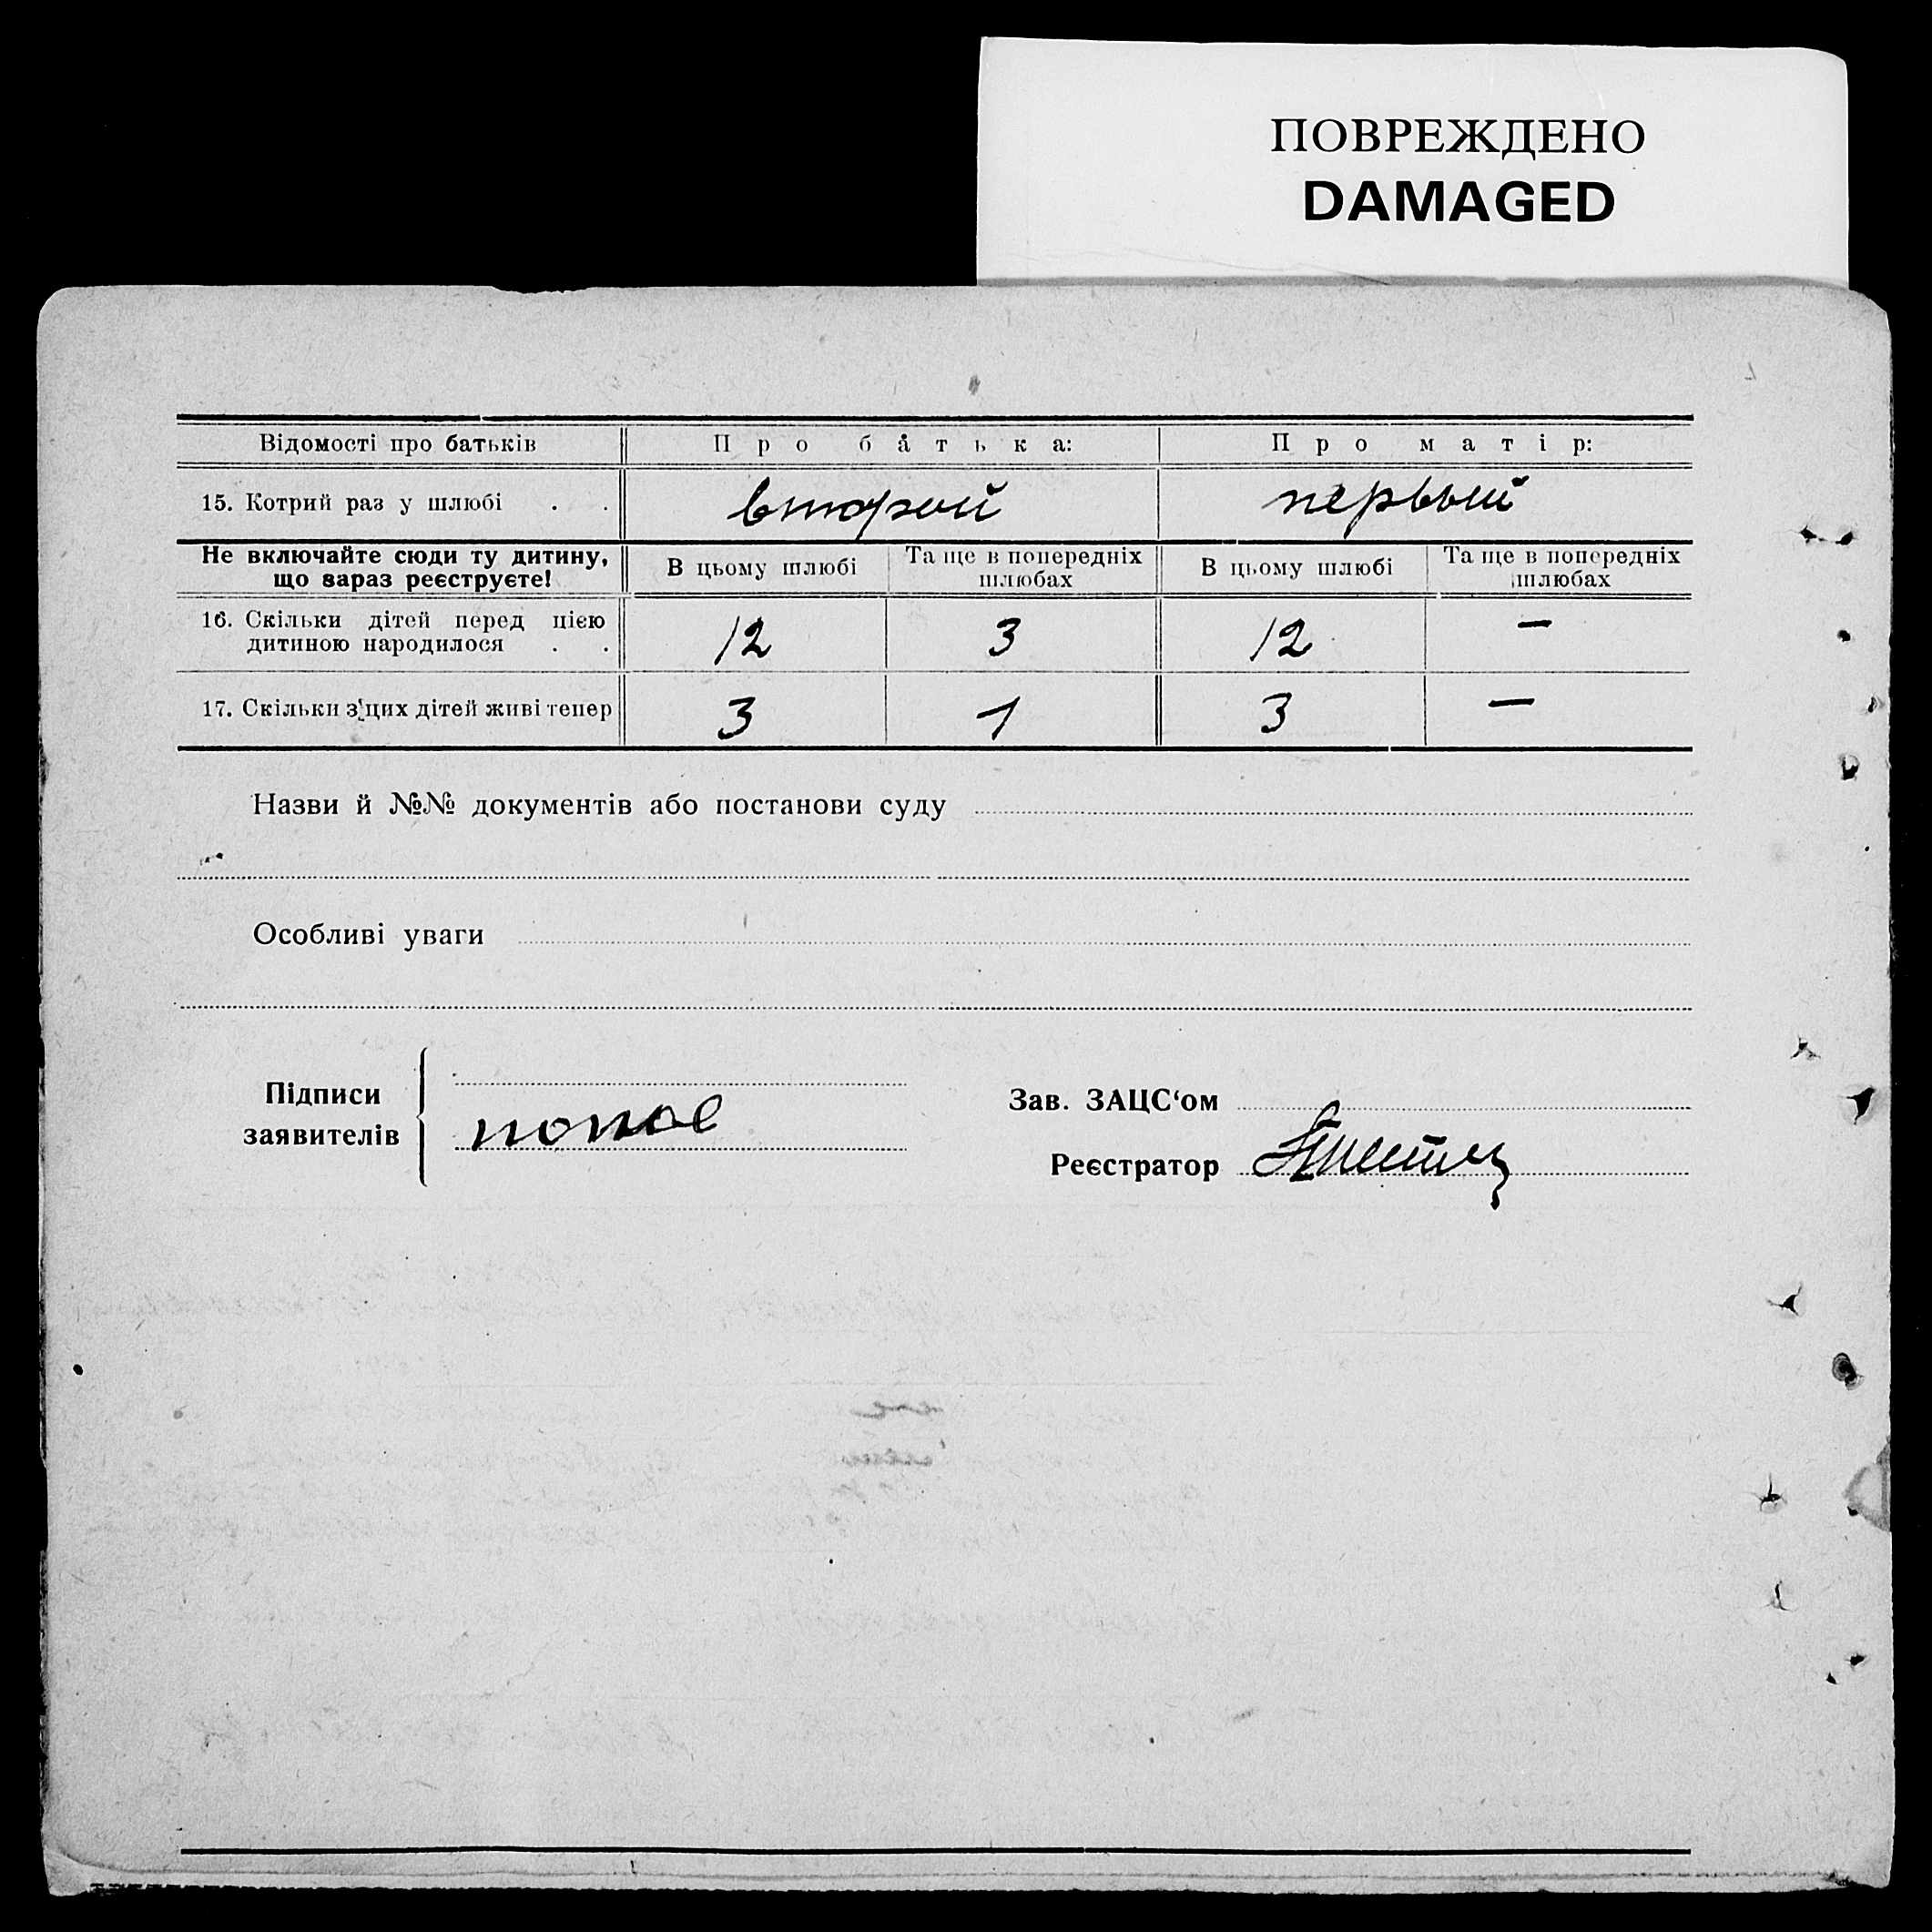 ПОВРЕЖДЕНО
DAMAGED
Відомості про батьків Про батька: Про матір:
15. Котрий раз у шлюбі . . второй первый
Не включайте сюди ту дитину, що зараз реєструєте! В цьому шлюбі Та ще в попередніх шлюбах В цьому шлюбі Та ще в попередніх шлюбах
16. Скільки дітей перед цією дитиною народилося . . 12 3 12 —
17. Скільки з цих дітей живі тепер 3 1 3 —
Назви й №№ документів або постанови суду
Особливі уваги
Підписи заявителів
Зав. ЗАЦС‘ом
Реєстратор